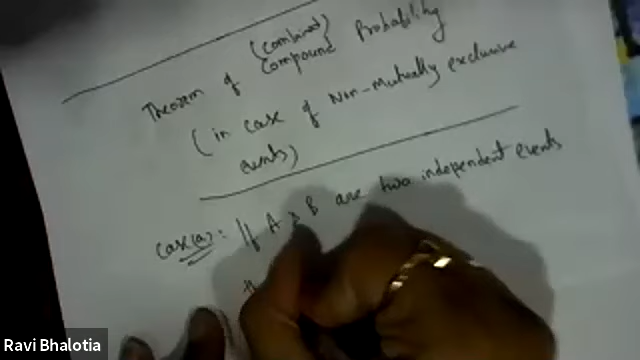 (Combined)
Theorem of Compound Probability
(in case of Non-mutually exclusive
events)
Case(a): If A & B are two independent events
Ravi Bhalotia